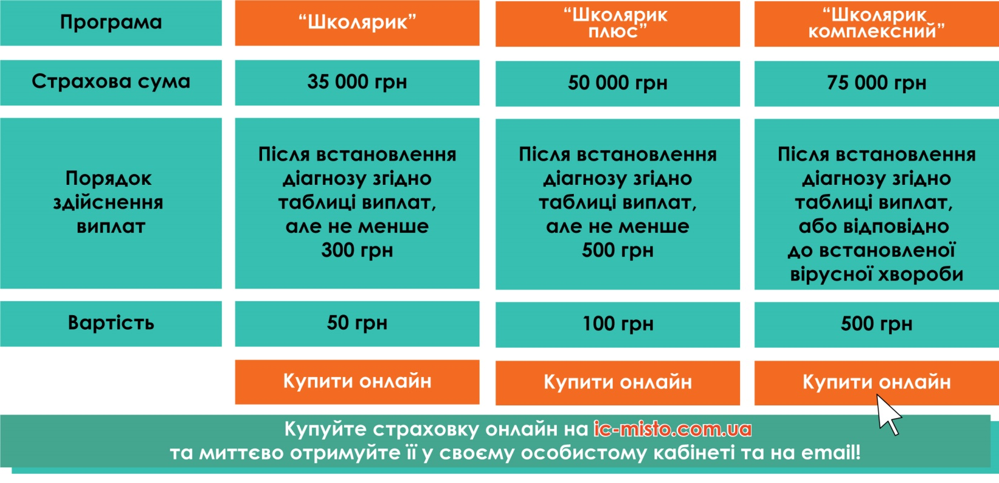 Програма
“Школярик”
“Школярик
плюс”
“Школярик
комплексний”
Страхова сума
35 000 грн
50 000 грн
75 000 грн
Порядок
здійснення
виплат
Після встановлення
діагнозу згідно
таблиці виплат,
але не менше
300 грн
Після встановлення
діагнозу згідно
таблиці виплат,
але не менше
500 грн
Після встановлення
діагнозу згідно
таблиці виплат,
або відповідно
до встановленої
вірусної хвороби
Вартість
50 грн
100 грн
500 грн
Купити онлайн
Купити онлайн
Купити онлайн
Купуйте страховку онлайн на ic-misto.com.ua
та миттєво отримуйте її у своєму особистому кабінеті та на email!